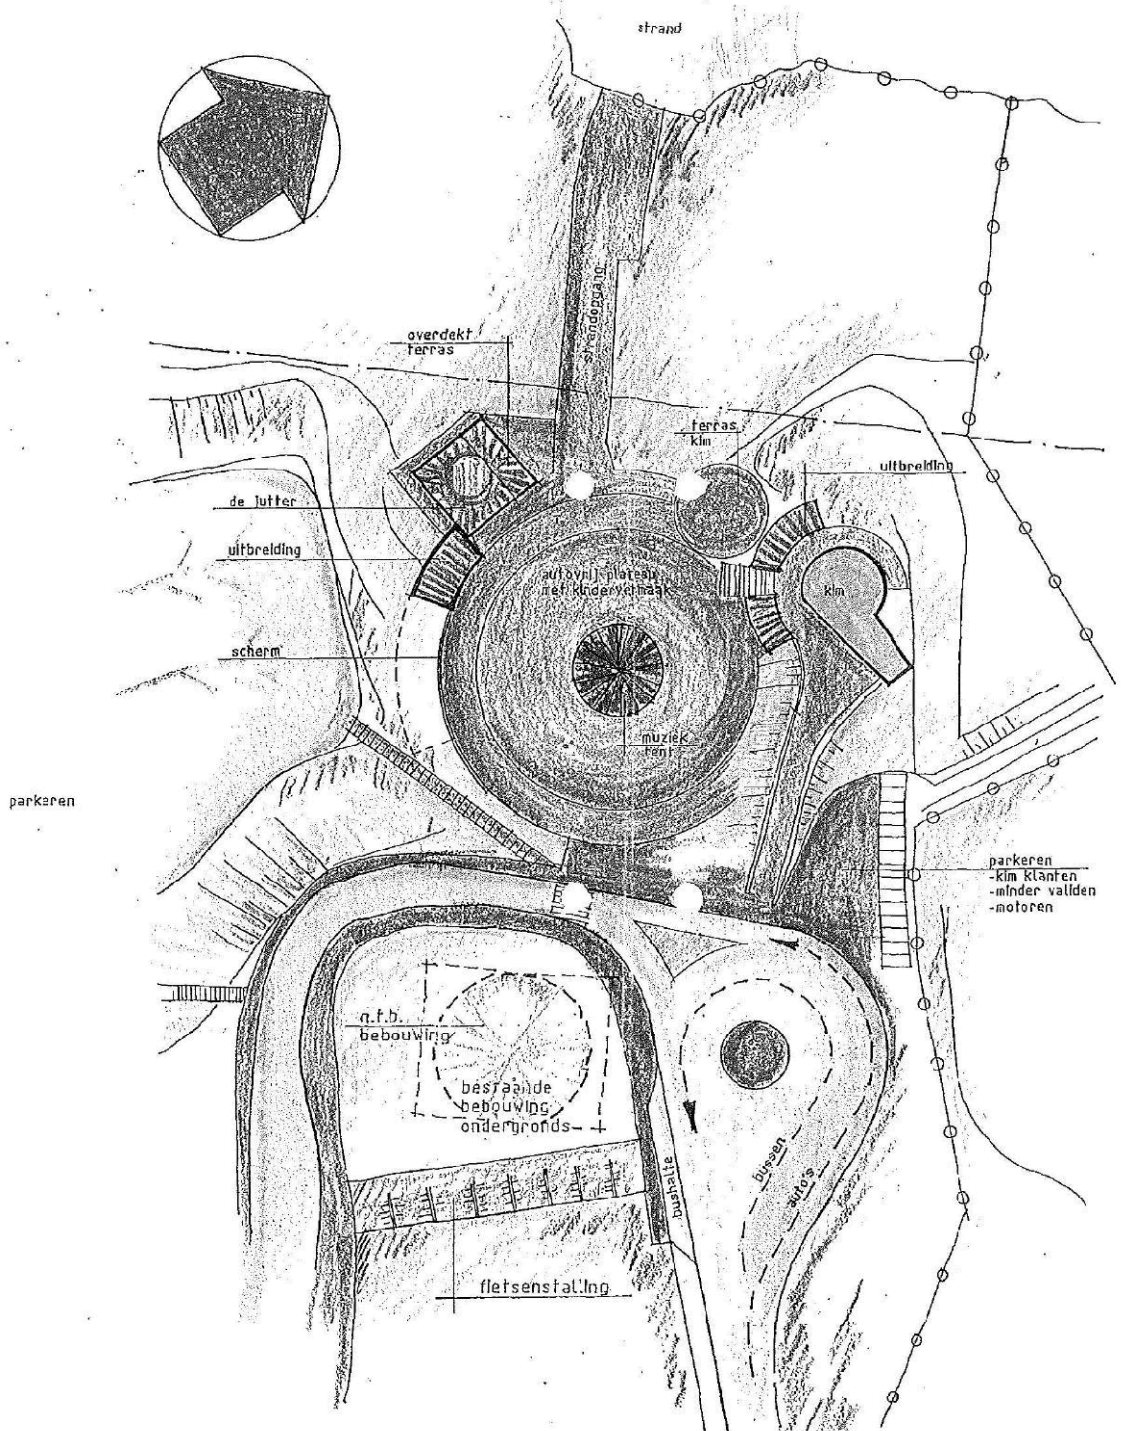 strand
strandopgang
overdekt
terras
terras
klm
uitbreiding
de Jutter
uitbreiding
autovrij plateau
met kindervermaak
klm
scherm
muziek
tent
parkeren
parkeren
-klm klanten
-minder validen
-motoren
n.t.b.
bebouwing
bestaande
bebouwing
ondergronds
bushalte
bussen
auto's
fietsenstalling